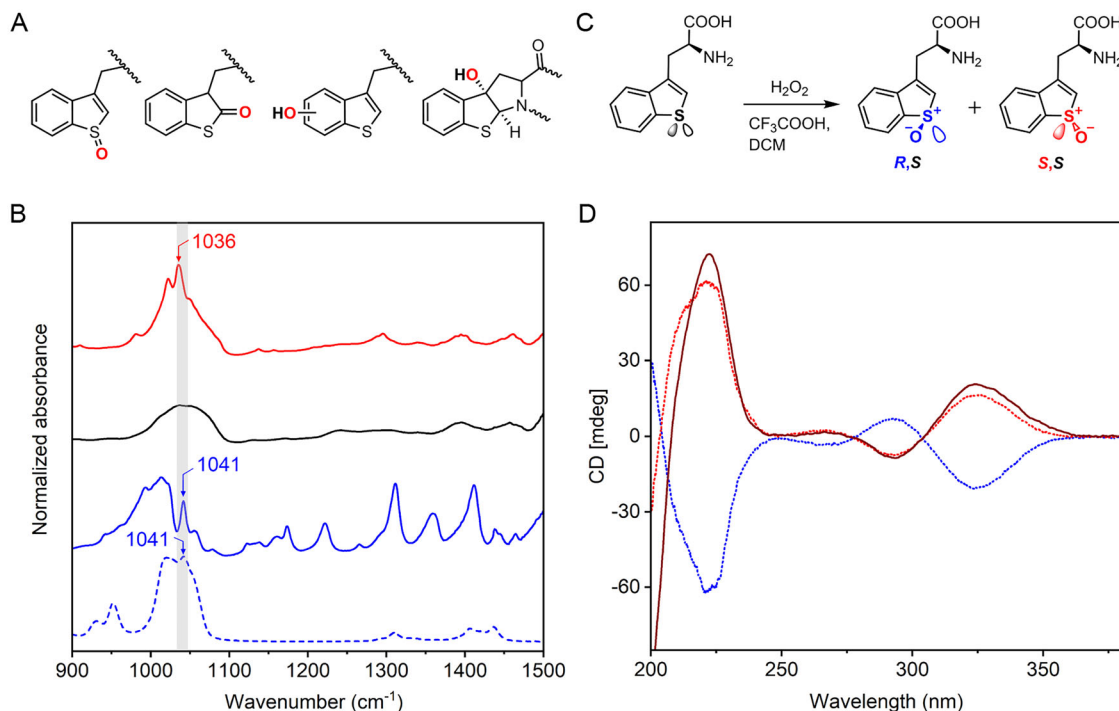 A
HO
O
N
S
O
S
O
HO
S
S
H
C
COOH
NH₂
S
H₂O₂
CF₃COOH,
DCM
COOH
NH₂
S⁺
⁻O
R,S
+
COOH
NH₂
S⁺
O⁻
S,S
B
Normalized absorbance
1036
1041
1041
900 1000 1100 1200 1300 1400 1500
Wavenumber (cm⁻¹)
D
CD [mdeg]
60
30
0
-30
-60
200 250 300 350
Wavelength (nm)